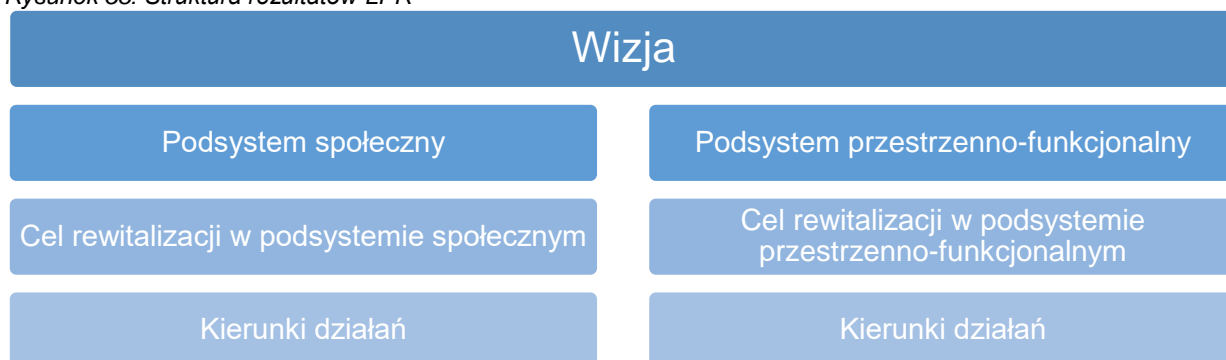 Wizja
Podsystem społeczny
Podsystem przestrzenno-funkcjonalny
Cel rewitalizacji w podsystemie społecznym
Cel rewitalizacji w podsystemie
przestrzenno-funkcjonalnym
Kierunki działań
Kierunki działań